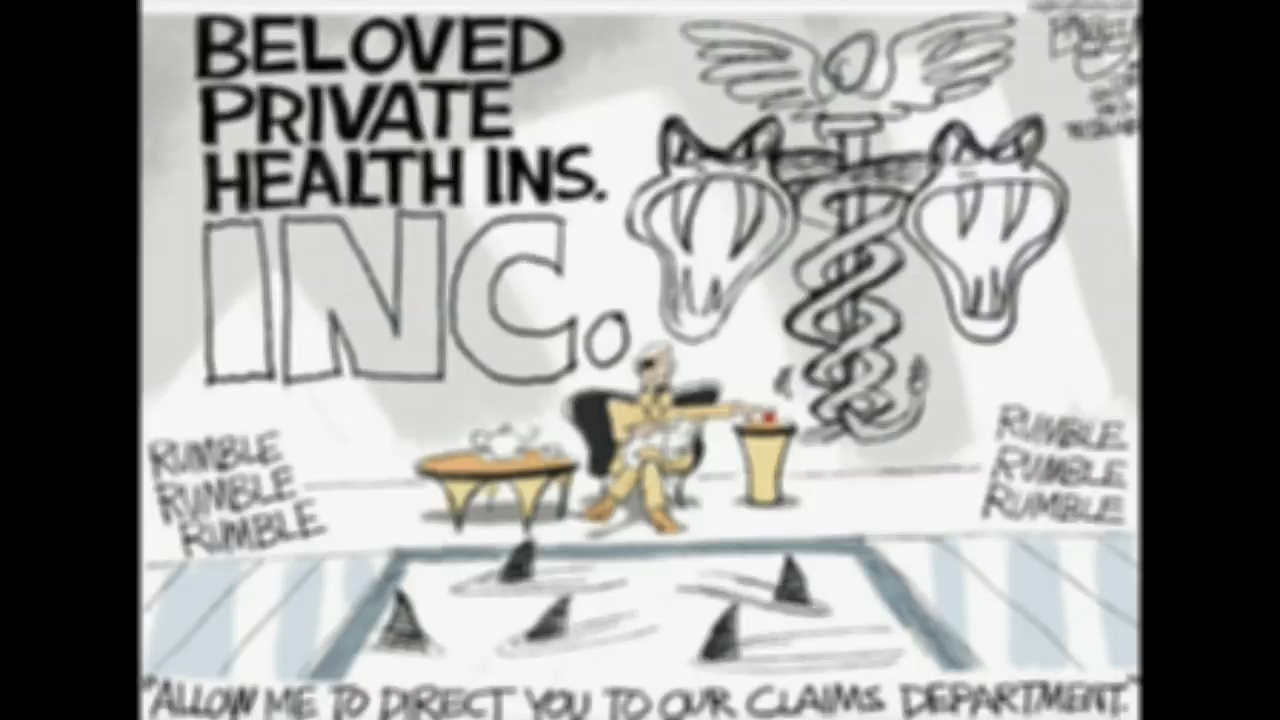 BELOVED
PRIVATE
HEALTH INS.
INC.
RUMBLE
RUMBLE
RUMBLE
RUMBLE
RUMBLE
RUMBLE
"ALLOW ME TO DIRECT YOU TO OUR CLAIMS DEPARTMENT."